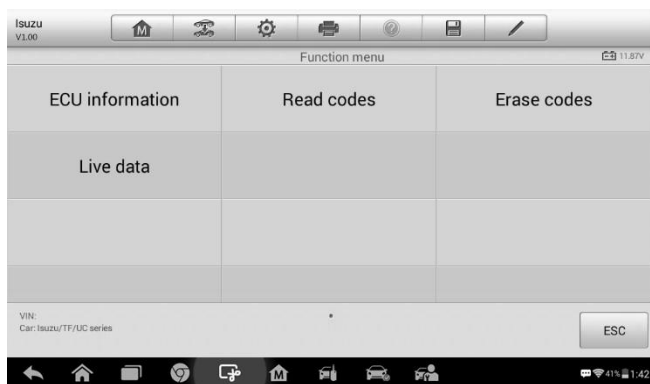 Isuzu
V1.00
M
Function menu
11.87V
ECU information
Read codes
Erase codes
Live data
VIN:
Car: Isuzu/TF/UC series
ESC
M
41% 1:42